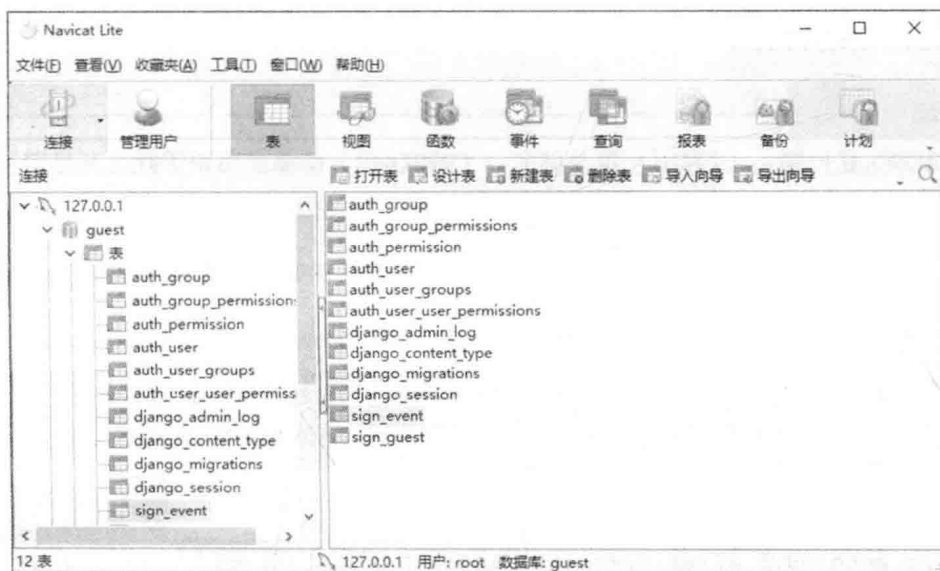 Navicat Lite
文件(F) 查看(V) 收藏夹(A) 工具(T) 窗口(W) 帮助(H)
连接 管理用户 表 视图 函数 事件 查询 报表 备份 计划
连接 打开表 设计表 新建表 删除表 导入向导 导出向导
127.0.0.1
guest
表
auth_group
auth_group_permission
auth_permission
auth_user
auth_user_groups
auth_user_user_permiss
django_admin_log
django_content_type
django_migrations
django_session
sign_event
auth_group
auth_group_permissions
auth_permission
auth_user
auth_user_groups
auth_user_user_permissions
django_admin_log
django_content_type
django_migrations
django_session
sign_event
sign_guest
12 表 127.0.0.1 用户: root 数据库: guest